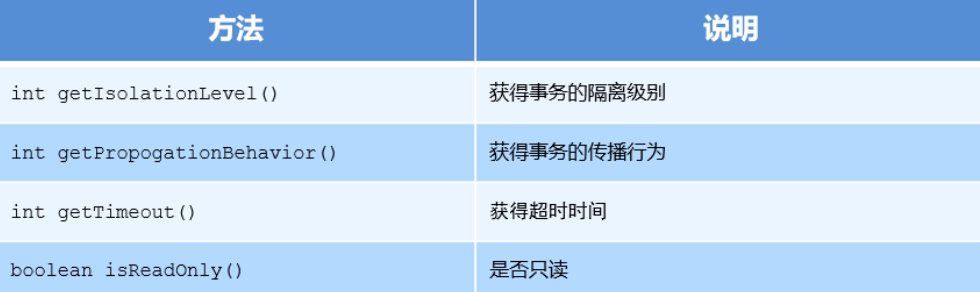 方法 说明
int getIsolationLevel() 获得事务的隔离级别
int getPropogationBehavior() 获得事务的传播行为
int getTimeout() 获得超时时间
boolean isReadOnly() 是否只读